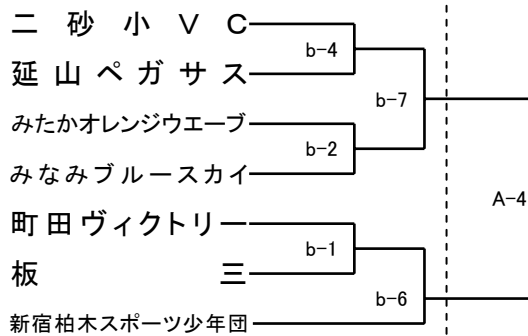 二砂小VC
延山ペガサス
みたかオレンジウエーブ
みなみブルースカイ
町田ヴィクトリー
板三
新宿柏木スポーツ少年団
b-4
b-2
b-1
b-7
b-6
A-4